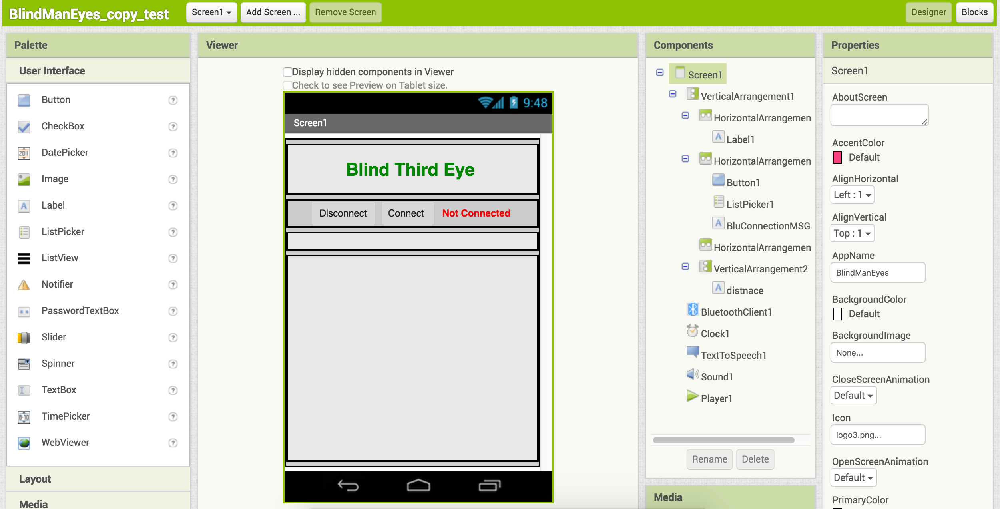 BlindManEyes_copy_test
Screen1
Add Screen ...
Remove Screen
Designer
Blocks
Palette
User Interface
Button
?
CheckBox
?
DatePicker
?
Image
?
Label
?
ListPicker
?
ListView
?
Notifier
?
PasswordTextBox
?
Slider
?
Spinner
?
TextBox
?
TimePicker
?
WebViewer
?
Layout
Media
Viewer
Display hidden components in Viewer
Check to see Preview on Tablet size.
9:48
Screen1
Blind Third Eye
Disconnect
Connect
Not Connected
Components
Screen1
VerticalArrangement1
HorizontalArrangemen
Label1
HorizontalArrangemen
Button1
ListPicker1
BluConnectionMSG
HorizontalArrangemen
VerticalArrangement2
distnace
BluetoothClient1
Clock1
TextToSpeech1
Sound1
Player1
Rename
Delete
Media
Properties
Screen1
AboutScreen
AccentColor
Default
AlignHorizontal
Left : 1
AlignVertical
Top : 1
AppName
BlindManEyes
BackgroundColor
Default
BackgroundImage
None...
CloseScreenAnimation
Default
Icon
logo3.png...
OpenScreenAnimation
Default
PrimaryColor